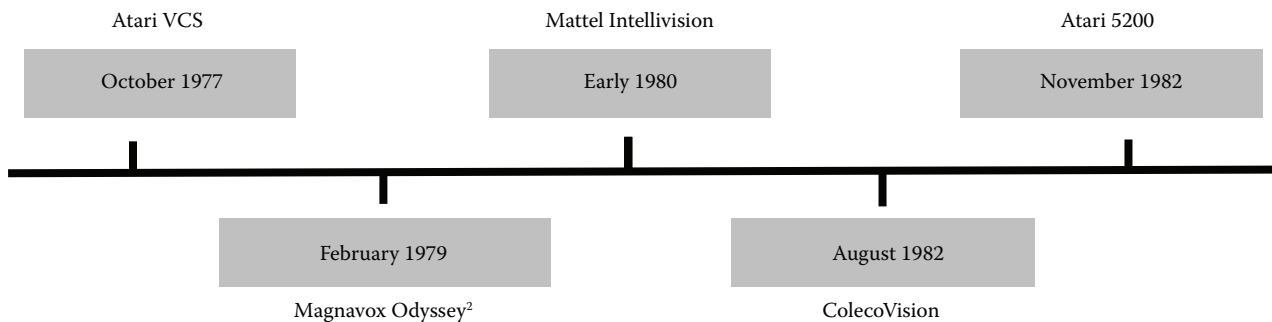 Atari VCS
Mattel Intellivision
Atari 5200
October 1977
Early 1980
November 1982
February 1979
August 1982
Magnavox Odyssey²
ColecoVision